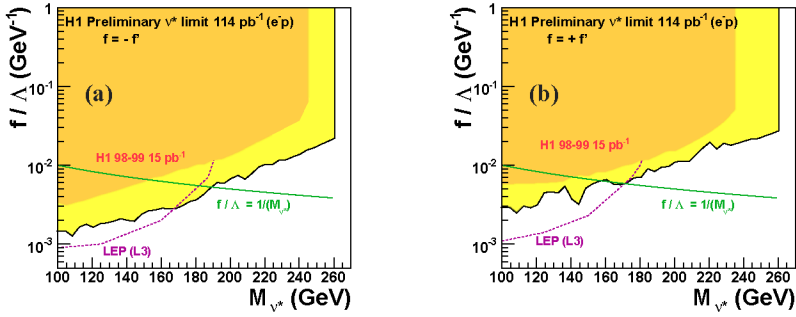 H1 Preliminary ν* limit 114 pb⁻¹ (e⁻p)
f = - f'
(a)
H1 98-99 15 pb⁻¹
f / Λ = 1/(Mν*)
LEP (L3)
f / Λ (GeV⁻¹)
1
10⁻¹
10⁻²
10⁻³
100 120 140 160 180 200 220 240 260
Mν* (GeV)
H1 Preliminary ν* limit 114 pb⁻¹ (e⁻p)
f = + f'
(b)
H1 98-99 15 pb⁻¹
f / Λ = 1/(Mν*)
LEP (L3)
f / Λ (GeV⁻¹)
1
10⁻¹
10⁻²
10⁻³
100 120 140 160 180 200 220 240 260
Mν* (GeV)